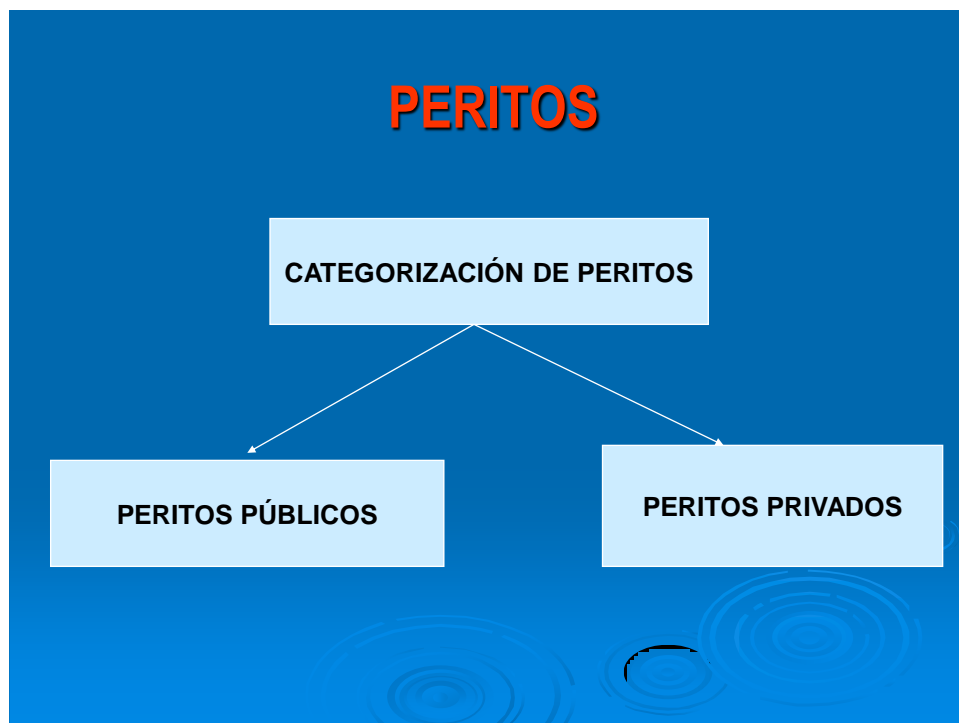 PERITOS
CATEGORIZACIÓN DE PERITOS
PERITOS PÚBLICOS
PERITOS PRIVADOS